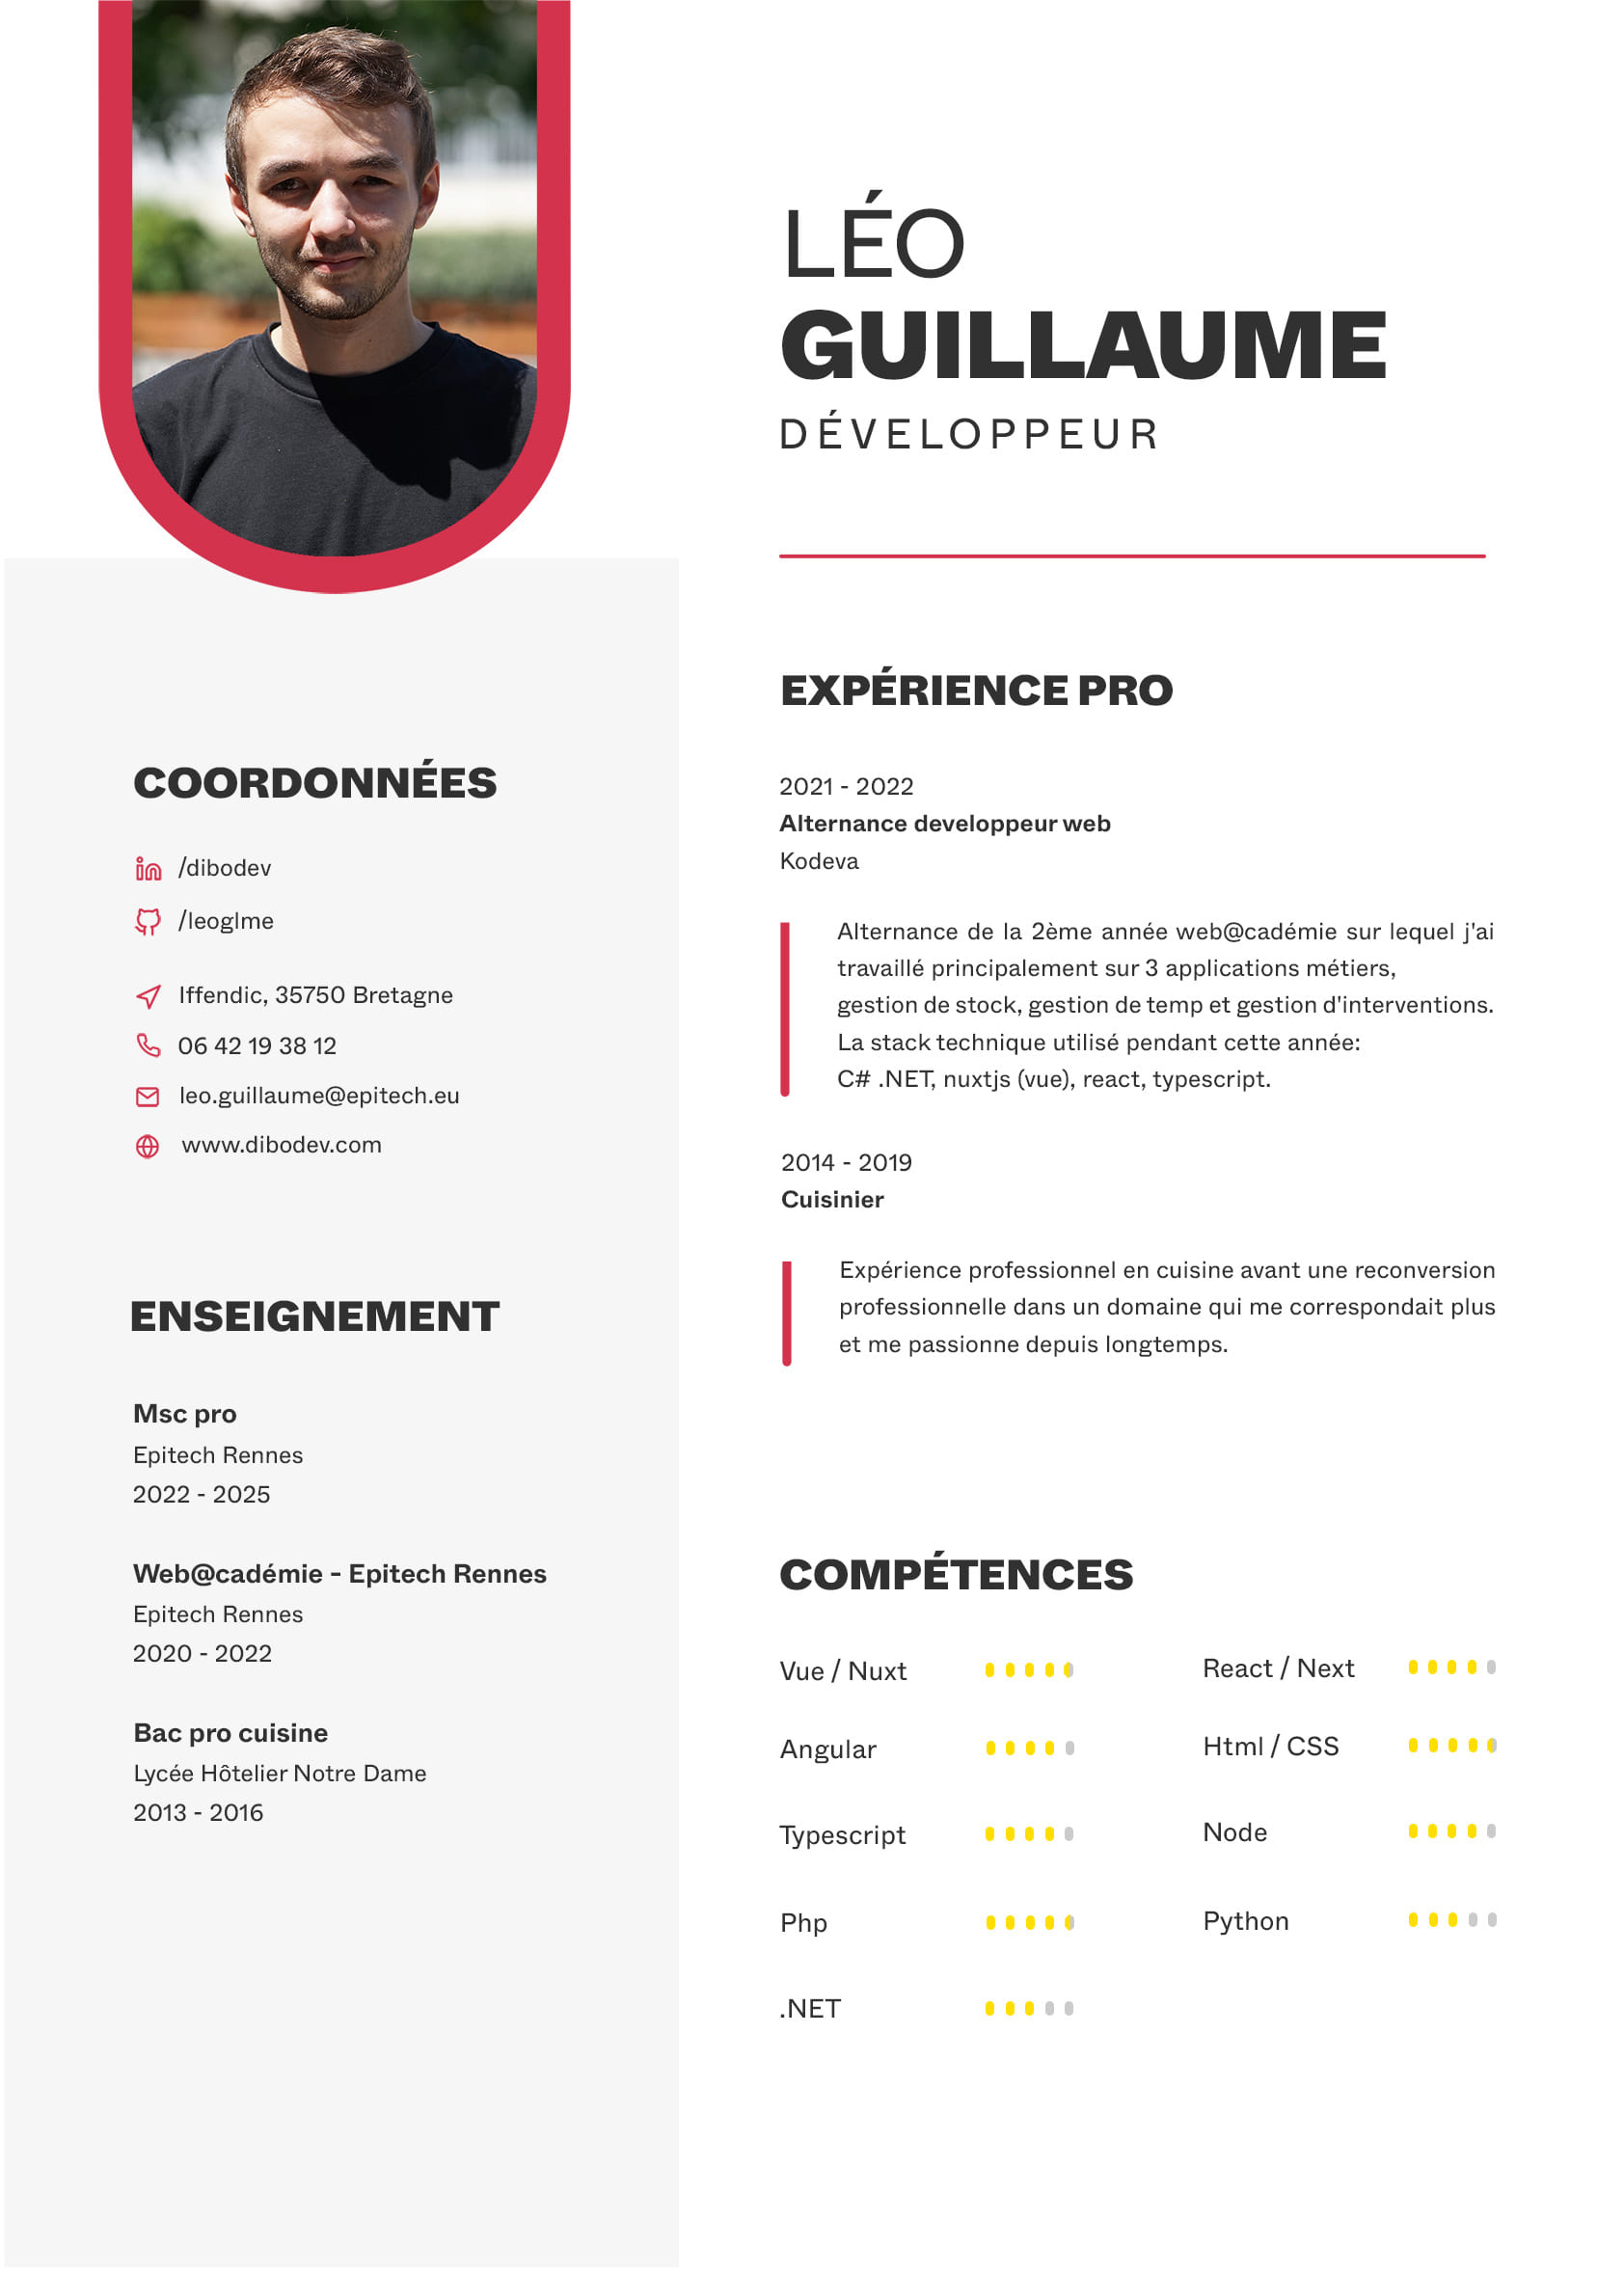 LÉO
GUILLAUME
DÉVELOPPEUR
COORDONNÉES
/dibodev
/leoglme
Iffendic, 35750 Bretagne
06 42 19 38 12
leo.guillaume@epitech.eu
www.dibodev.com
ENSEIGNEMENT
Msc pro
Epitech Rennes
2022 - 2025
Web@cadémie - Epitech Rennes
Epitech Rennes
2020 - 2022
Bac pro cuisine
Lycée Hôtelier Notre Dame
2013 - 2016
EXPÉRIENCE PRO
2021 - 2022
Alternance developpeur web
Kodeva
Alternance de la 2ème année web@cadémie sur lequel j'ai
travaillé principalement sur 3 applications métiers,
gestion de stock, gestion de temp et gestion d'interventions.
La stack technique utilisé pendant cette année:
C# .NET, nuxtjs (vue), react, typescript.
2014 - 2019
Cuisinier
Expérience professionnel en cuisine avant une reconversion
professionnelle dans un domaine qui me correspondait plus
et me passionne depuis longtemps.
COMPÉTENCES
Vue / Nuxt
React / Next
Angular
Html / CSS
Typescript
Node
Php
Python
.NET